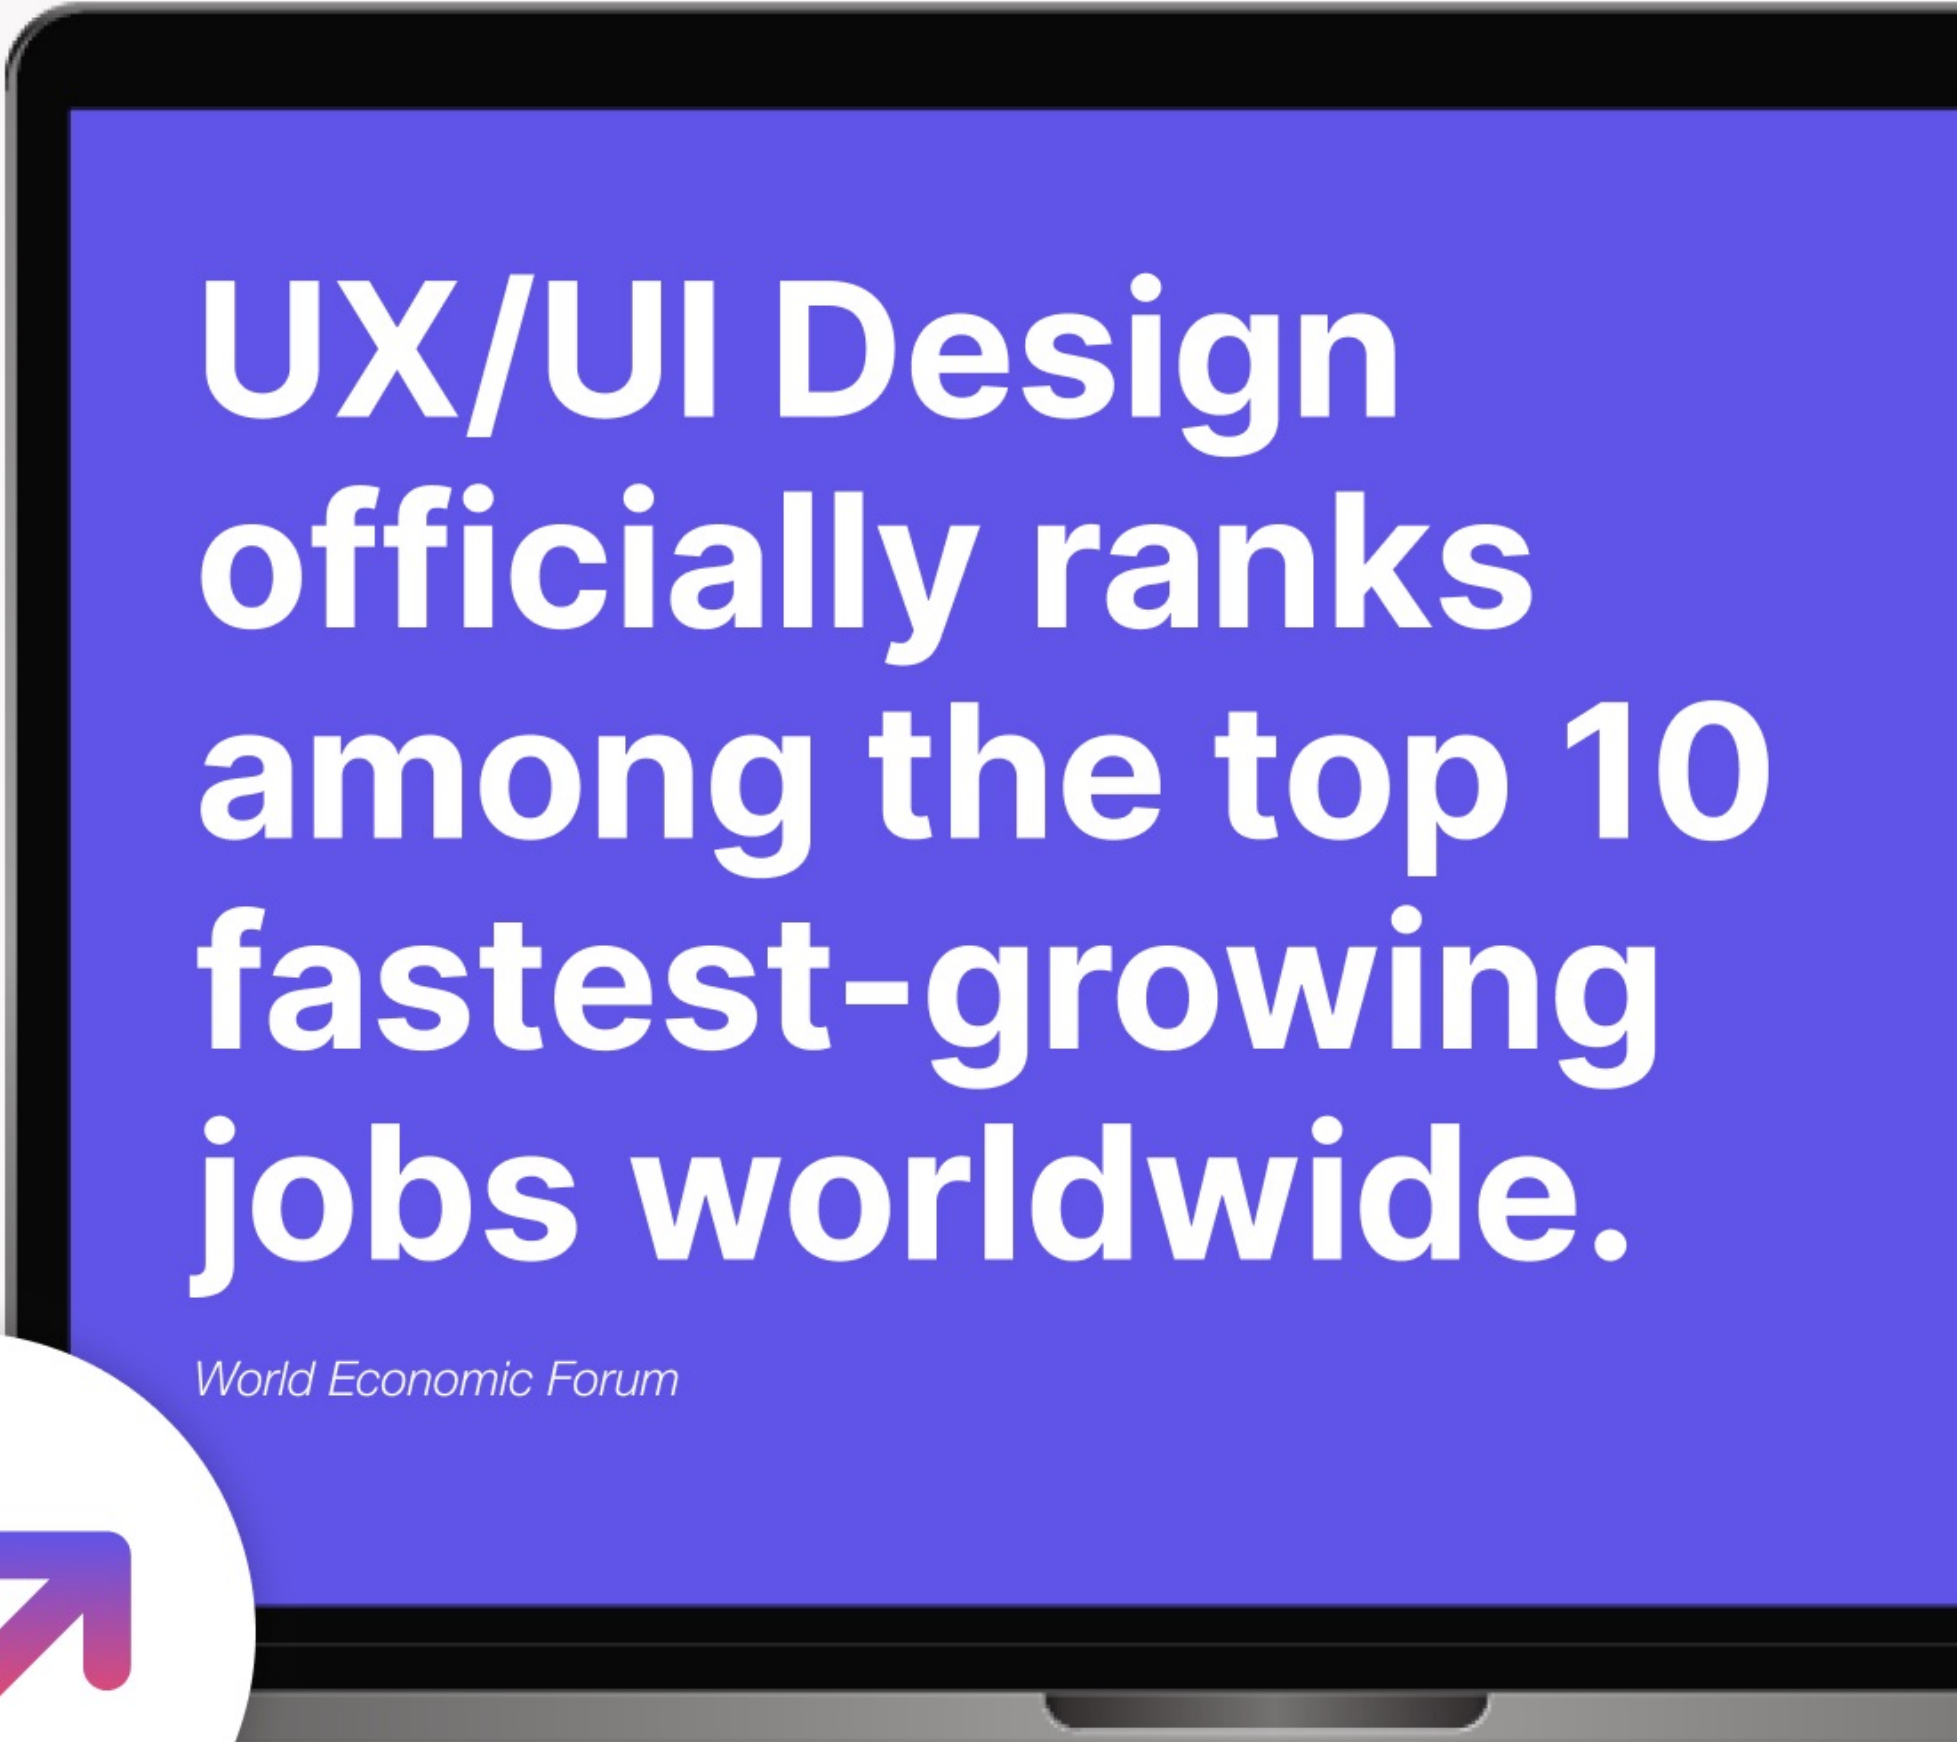 UX/UI Design
officially ranks
among the top 10
fastest-growing
jobs worldwide.
World Economic Forum